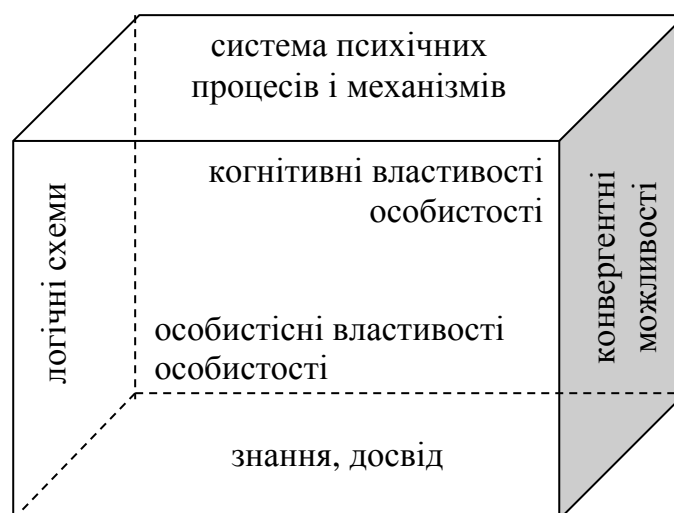 система психічних
процесів і механізмів
когнітивні властивості
особистості
логічні схеми
конвергентні
можливості
особистісні властивості
особистості
знання, досвід